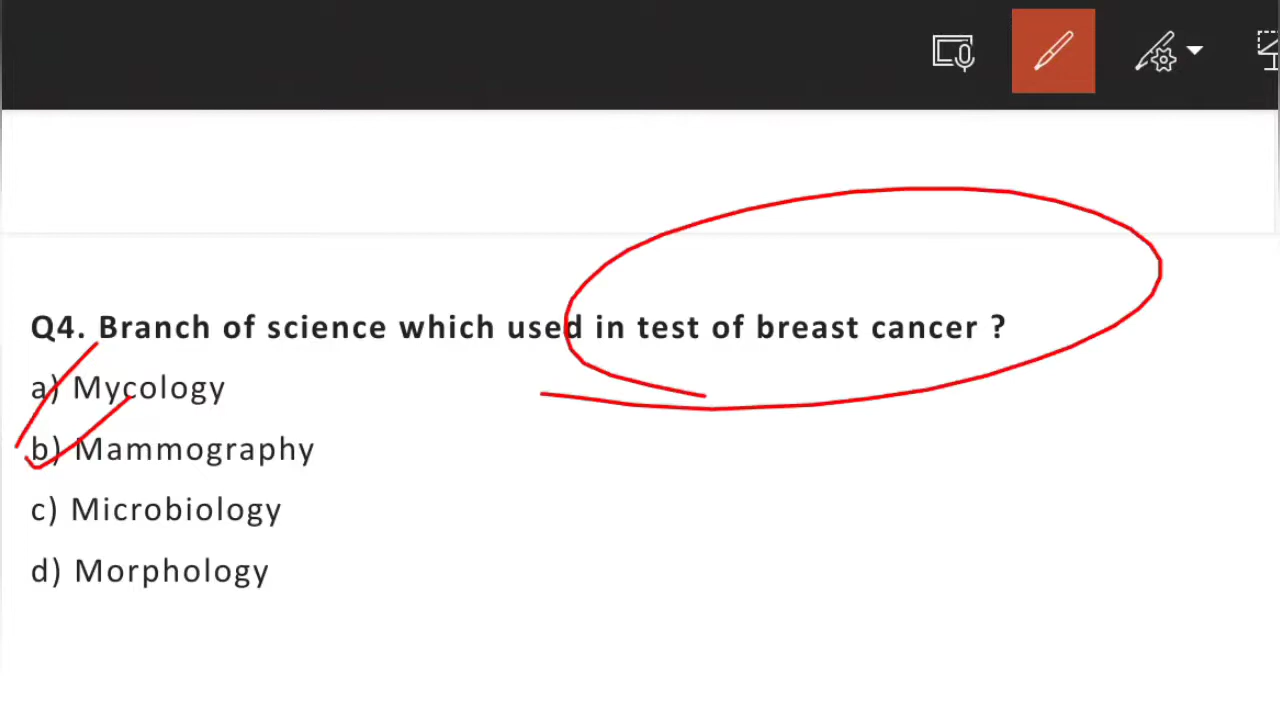 Q4. Branch of science which used in test of breast cancer ?
a) Mycology
b) Mammography
c) Microbiology
d) Morphology